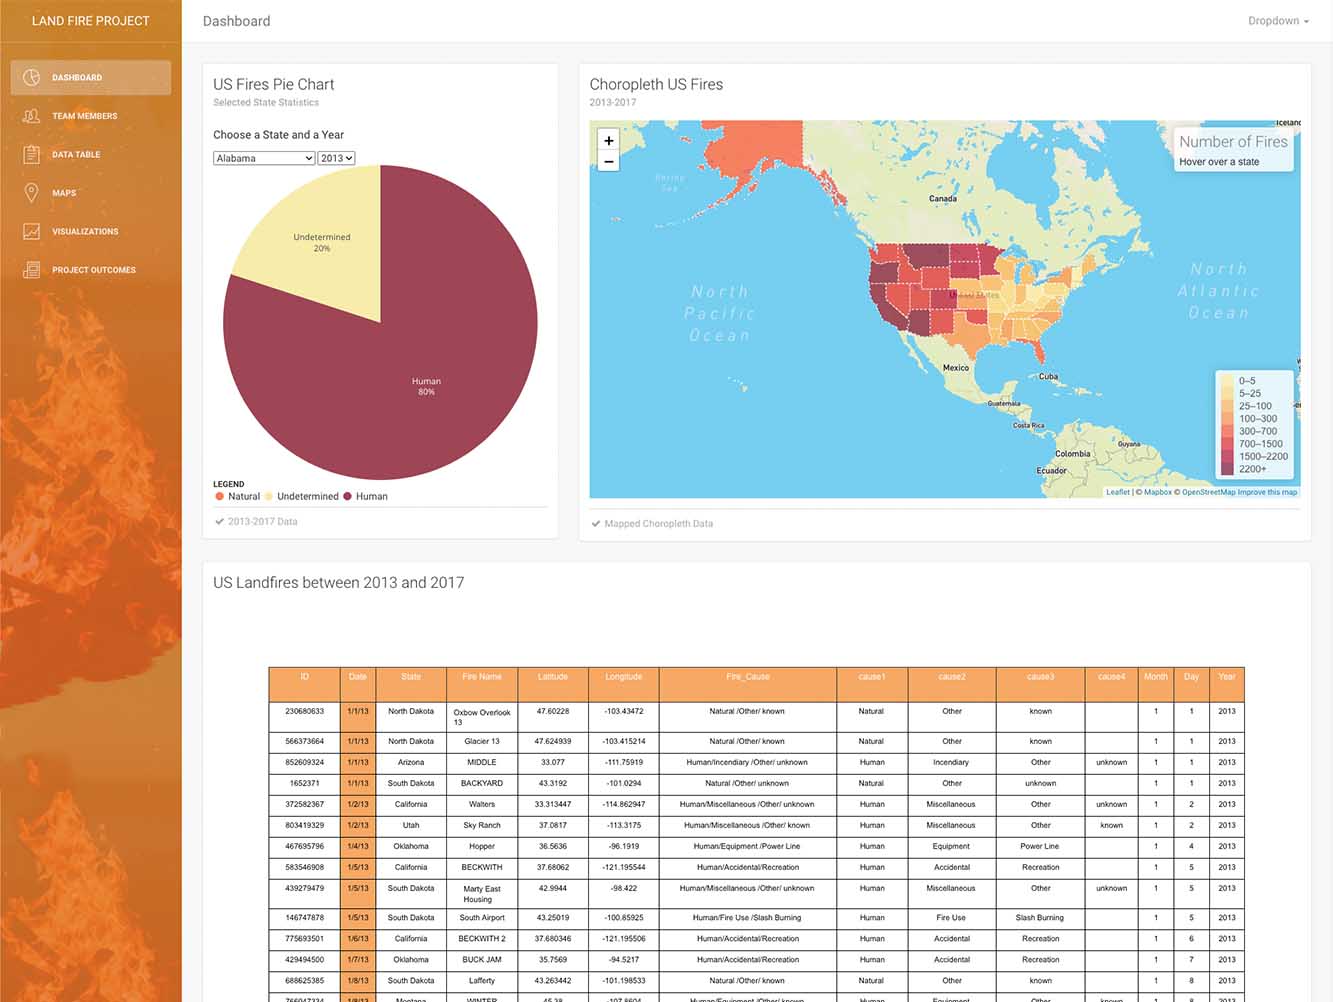 LAND FIRE PROJECT
DASHBOARD
TEAM MEMBERS
DATA TABLE
MAPS
VISUALIZATIONS
PROJECT OUTCOMES
Dashboard
Dropdown
US Fires Pie Chart
Selected State Statistics
Choose a State and a Year
Alabama 2013
Undetermined
20%
Human
80%
LEGEND
Natural Undetermined Human
2013-2017 Data
Choropleth US Fires
2013-2017
+
−
Number of Fires
Hover over a state
Iceland
Bering
Sea
Canada
United States
North
Pacific
Ocean
North
Atlantic
Ocean
Mexico
Cuba
Guatemala
Costa Rica
Guyana
Colombia
Ecuador
0–5
5–25
25–100
100–300
300–700
700–1500
1500–2200
2200+
Leaflet | © Mapbox © OpenStreetMap Improve this map
Mapped Choropleth Data
US Landfires between 2013 and 2017
ID Date State Fire Name Latitude Longitude Fire_Cause cause1 cause2 cause3 cause4 Month Day Year
230680633 1/1/13 North Dakota Oxbow Overlook 13 47.60228 -103.43472 Natural /Other/ known Natural Other known 1 1 2013
566373664 1/1/13 North Dakota Glacier 13 47.624939 -103.415214 Natural /Other/ known Natural Other known 1 1 2013
852609324 1/1/13 Arizona MIDDLE 33.077 -111.75919 Human/Incendiary /Other/ unknown Human Incendiary Other unknown 1 1 2013
1652371 1/1/13 South Dakota BACKYARD 43.3192 -101.0294 Natural /Other/ unknown Natural Other unknown 1 1 2013
372582367 1/2/13 California Walters 33.313447 -114.862947 Human/Miscellaneous /Other/ unknown Human Miscellaneous Other unknown 1 2 2013
803419329 1/2/13 Utah Sky Ranch 37.0817 -113.3175 Human/Miscellaneous /Other/ known Human Miscellaneous Other known 1 2 2013
467695796 1/4/13 Oklahoma Hopper 36.5636 -96.1919 Human/Equipment /Power Line Human Equipment Power Line 1 4 2013
583546908 1/5/13 California BECKWITH 37.68062 -121.195544 Human/Accidental/Recreation Human Accidental Recreation 1 5 2013
439279479 1/5/13 South Dakota Marty East Housing 42.9944 -98.422 Human/Miscellaneous /Other/ unknown Human Miscellaneous Other unknown 1 5 2013
146747878 1/5/13 South Dakota South Airport 43.25019 -100.85925 Human/Fire Use /Slash Burning Human Fire Use Slash Burning 1 5 2013
775693501 1/6/13 California BECKWITH 2 37.680346 -121.195506 Human/Accidental/Recreation Human Accidental Recreation 1 6 2013
429494500 1/7/13 Oklahoma BUCK JAM 35.7569 -94.5217 Human/Accidental/Recreation Human Accidental Recreation 1 7 2013
688625385 1/8/13 South Dakota Lafferty 43.263442 -101.198533 Natural /Other/ known Natural Other known 1 8 2013
766047334 1/8/13 Montana WINTER 45.38 -107.8604 Human/Equipment /Other/ known Human Equipment Other known 1 8 2013